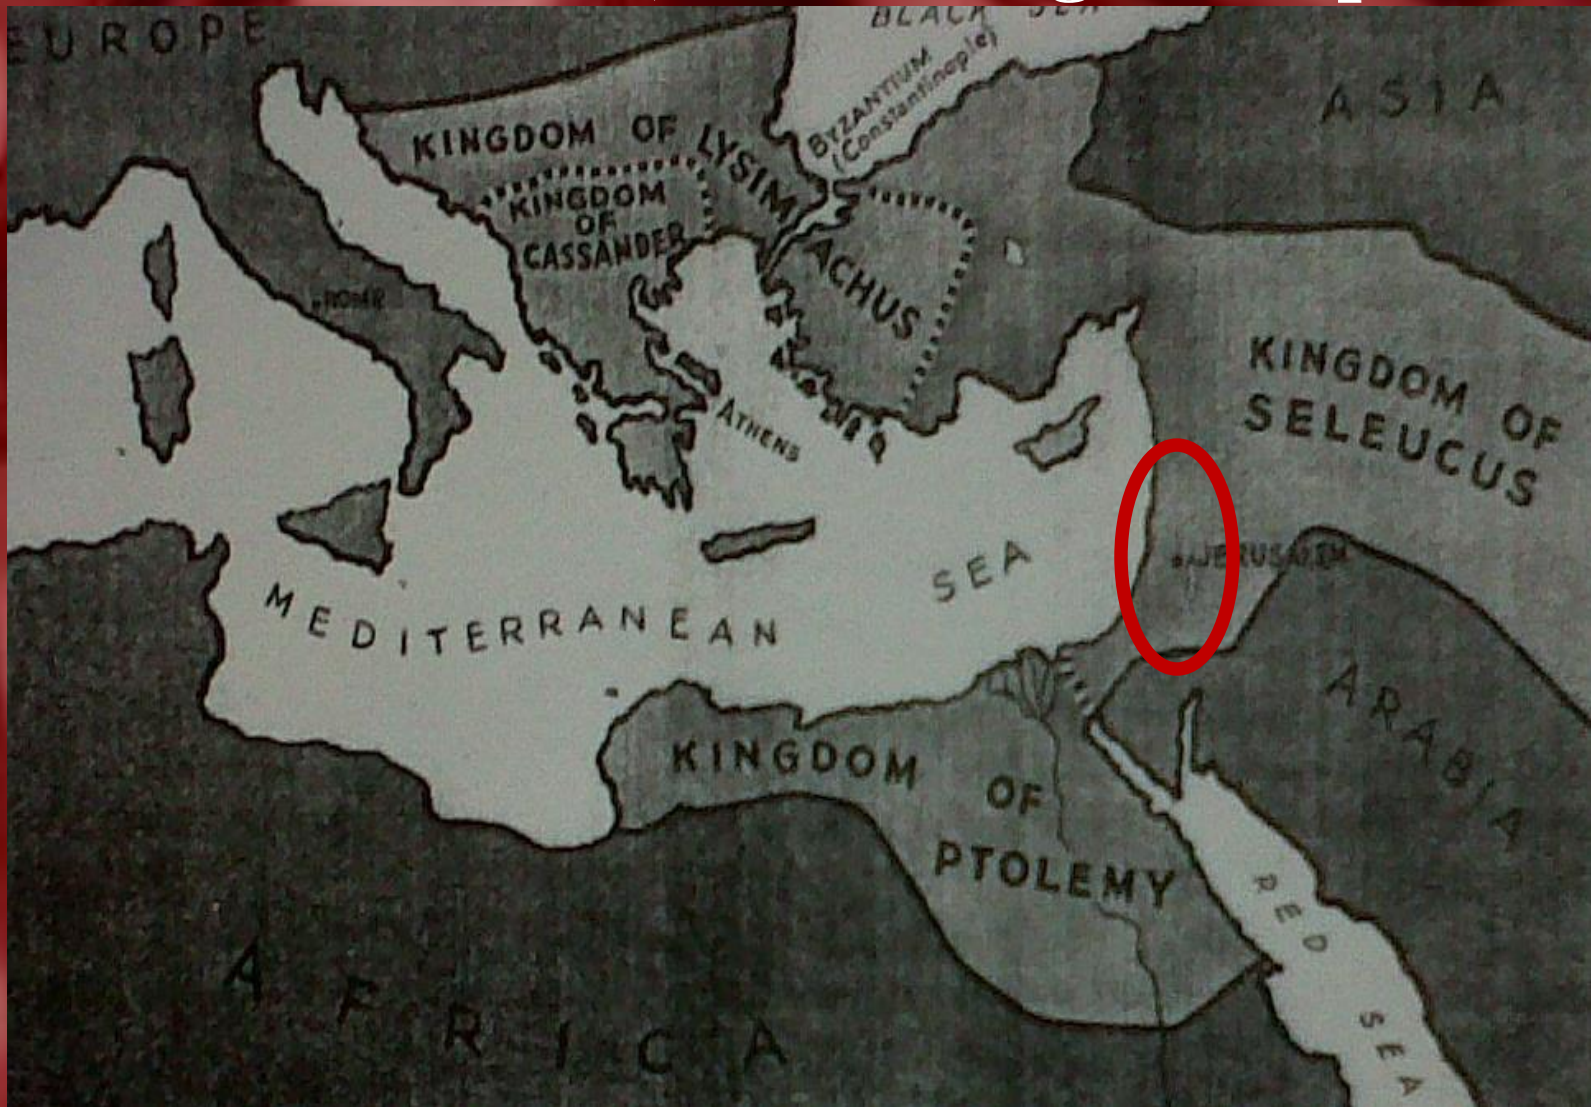 BLACK SEA
EUROPE
ASIA
BYZANTIUM
(Constantinople)
KINGDOM OF LYSIMACHUS
KINGDOM
OF
CASSANDER
ROME
KINGDOM OF
SELEUCUS
ATHENS
JERUSALEM
MEDITERRANEAN SEA
ARABIA
KINGDOM OF
PTOLEMY
RED SEA
AFRICA